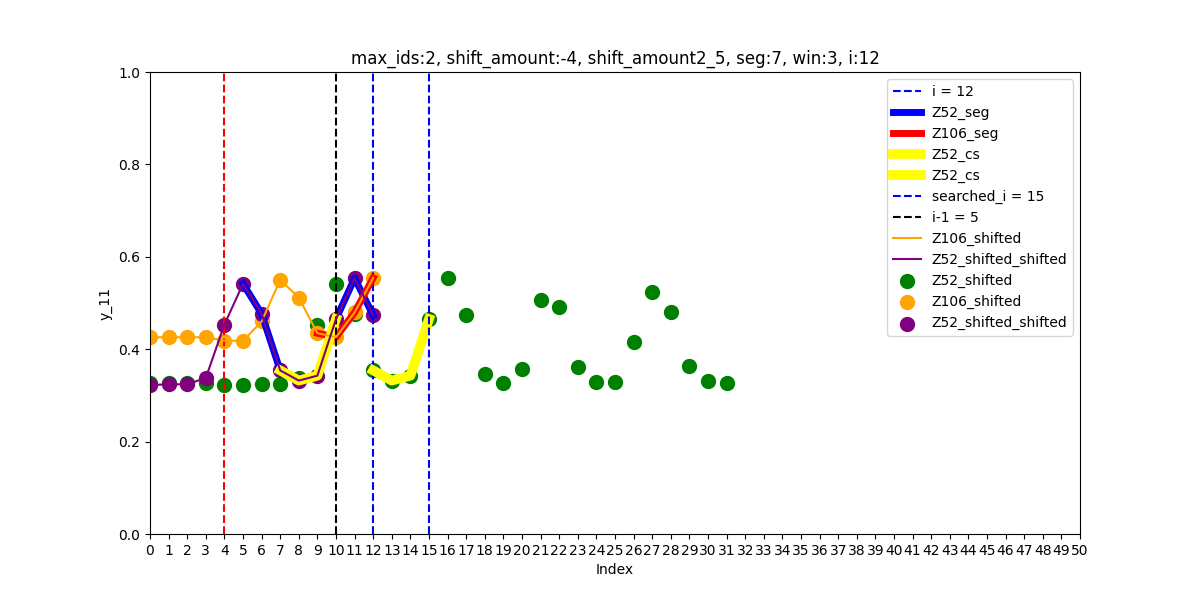 max_ids:2, shift_amount:-4, shift_amount2_5, seg:7, win:3, i:12
1.0
0.8
0.6
0.4
0.2
0.0
y_11
i = 12
Z52_seg
Z106_seg
Z52_cs
Z52_cs
searched_i = 15
i-1 = 5
Z106_shifted
Z52_shifted_shifted
Z52_shifted
Z106_shifted
Z52_shifted_shifted
0 1 2 3 4 5 6 7 8 9 10 11 12 13 14 15 16 17 18 19 20 21 22 23 24 25 26 27 28 29 30 31 32 33 34 35 36 37 38 39 40 41 42 43 44 45 46 47 48 49 50
Index